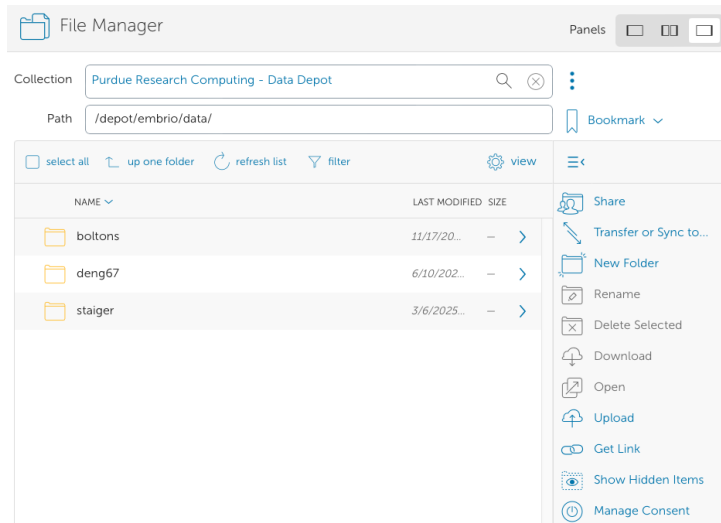 File Manager
Panels
Collection Purdue Research Computing - Data Depot
Path /depot/embrio/data/
Bookmark
select all up one folder refresh list filter view
NAME LAST MODIFIED SIZE
boltons 11/17/20... —
deng67 6/10/202... —
staiger 3/6/2025... —
Share
Transfer or Sync to...
New Folder
Rename
Delete Selected
Download
Open
Upload
Get Link
Show Hidden Items
Manage Consent